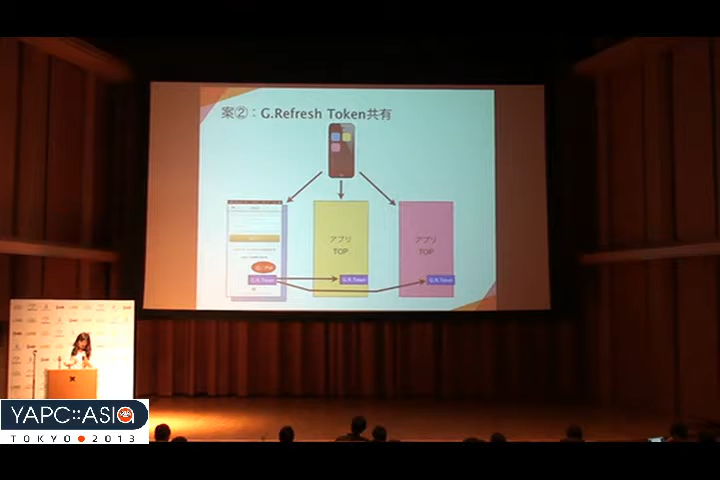 案②：G.Refresh Token共有
アプリ
TOP
アプリ
TOP
G.R.Token
G.R.Token
G.R.Token
YAPC::ASIA
TOKYO 2013